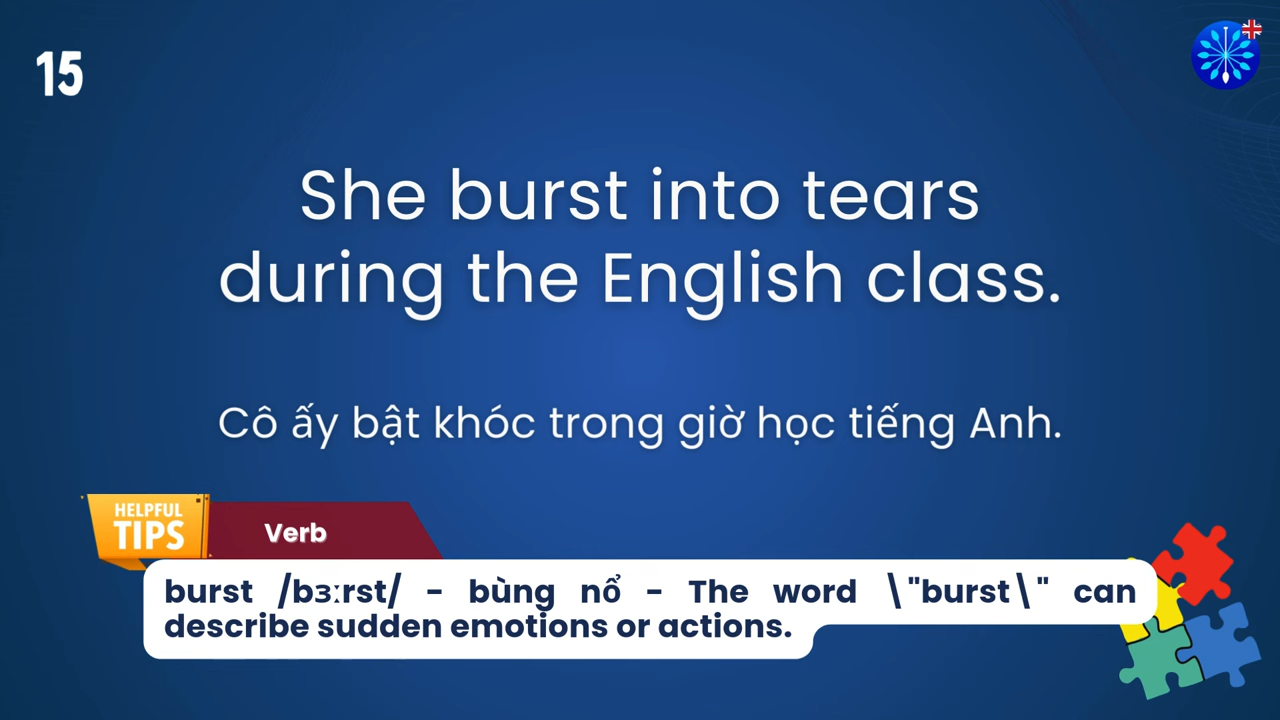 15
She burst into tears
during the English class.
Cô ấy bật khóc trong giờ học tiếng Anh.
HELPFUL
TIPS
Verb
burst /bɜːrst/ - bùng nổ - The word \"burst\" can
describe sudden emotions or actions.